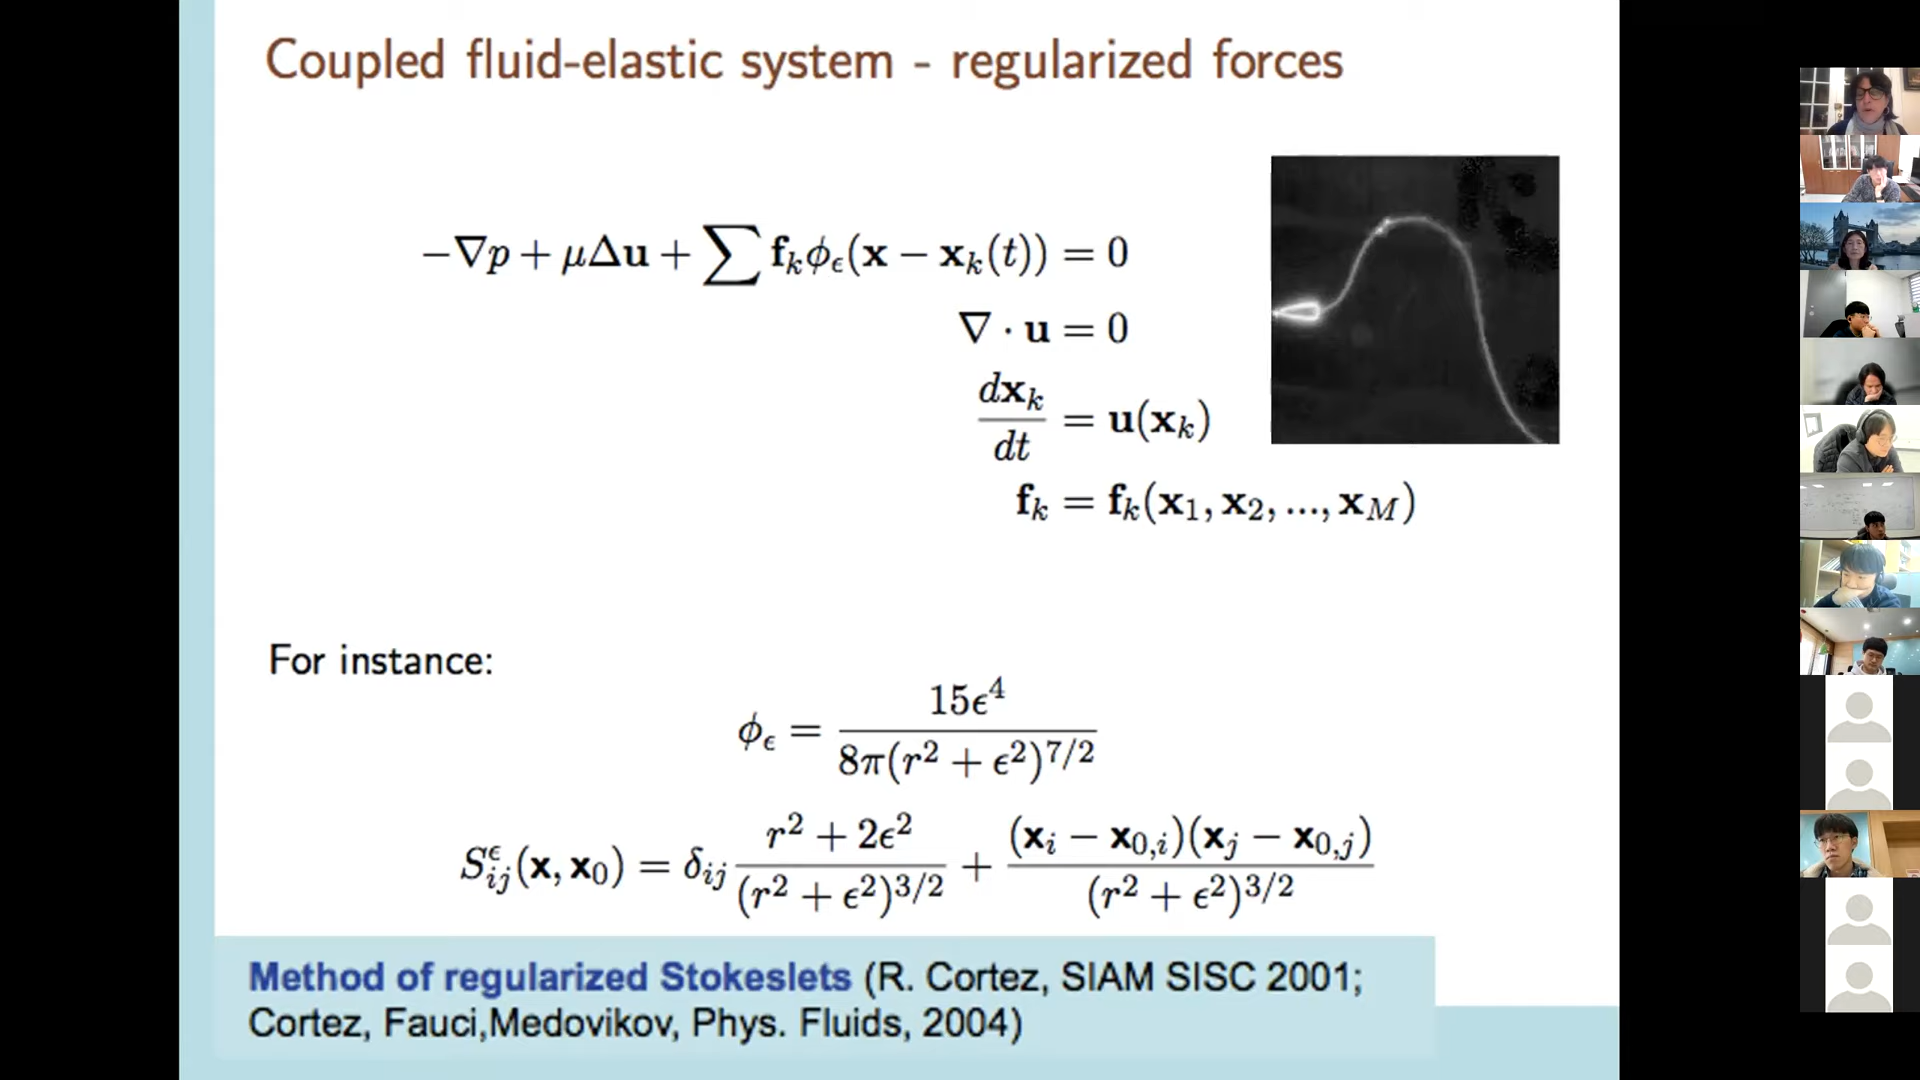 Coupled fluid-elastic system - regularized forces
−∇p + μΔu + ∑ f_k ϕ_ϵ(x − x_k(t)) = 0
∇ · u = 0
dx_k/dt = u(x_k)
f_k = f_k(x_1, x_2, ..., x_M)
For instance:
ϕ_ϵ = 15ϵ^4 / 8π(r^2 + ϵ^2)^{7/2}
S^ϵ_{ij}(x, x_0) = δ_{ij} (r^2 + 2ϵ^2)/(r^2 + ϵ^2)^{3/2} + (x_i − x_{0,i})(x_j − x_{0,j})/(r^2 + ϵ^2)^{3/2}
Method of regularized Stokeslets (R. Cortez, SIAM SISC 2001;
Cortez, Fauci,Medovikov, Phys. Fluids, 2004)